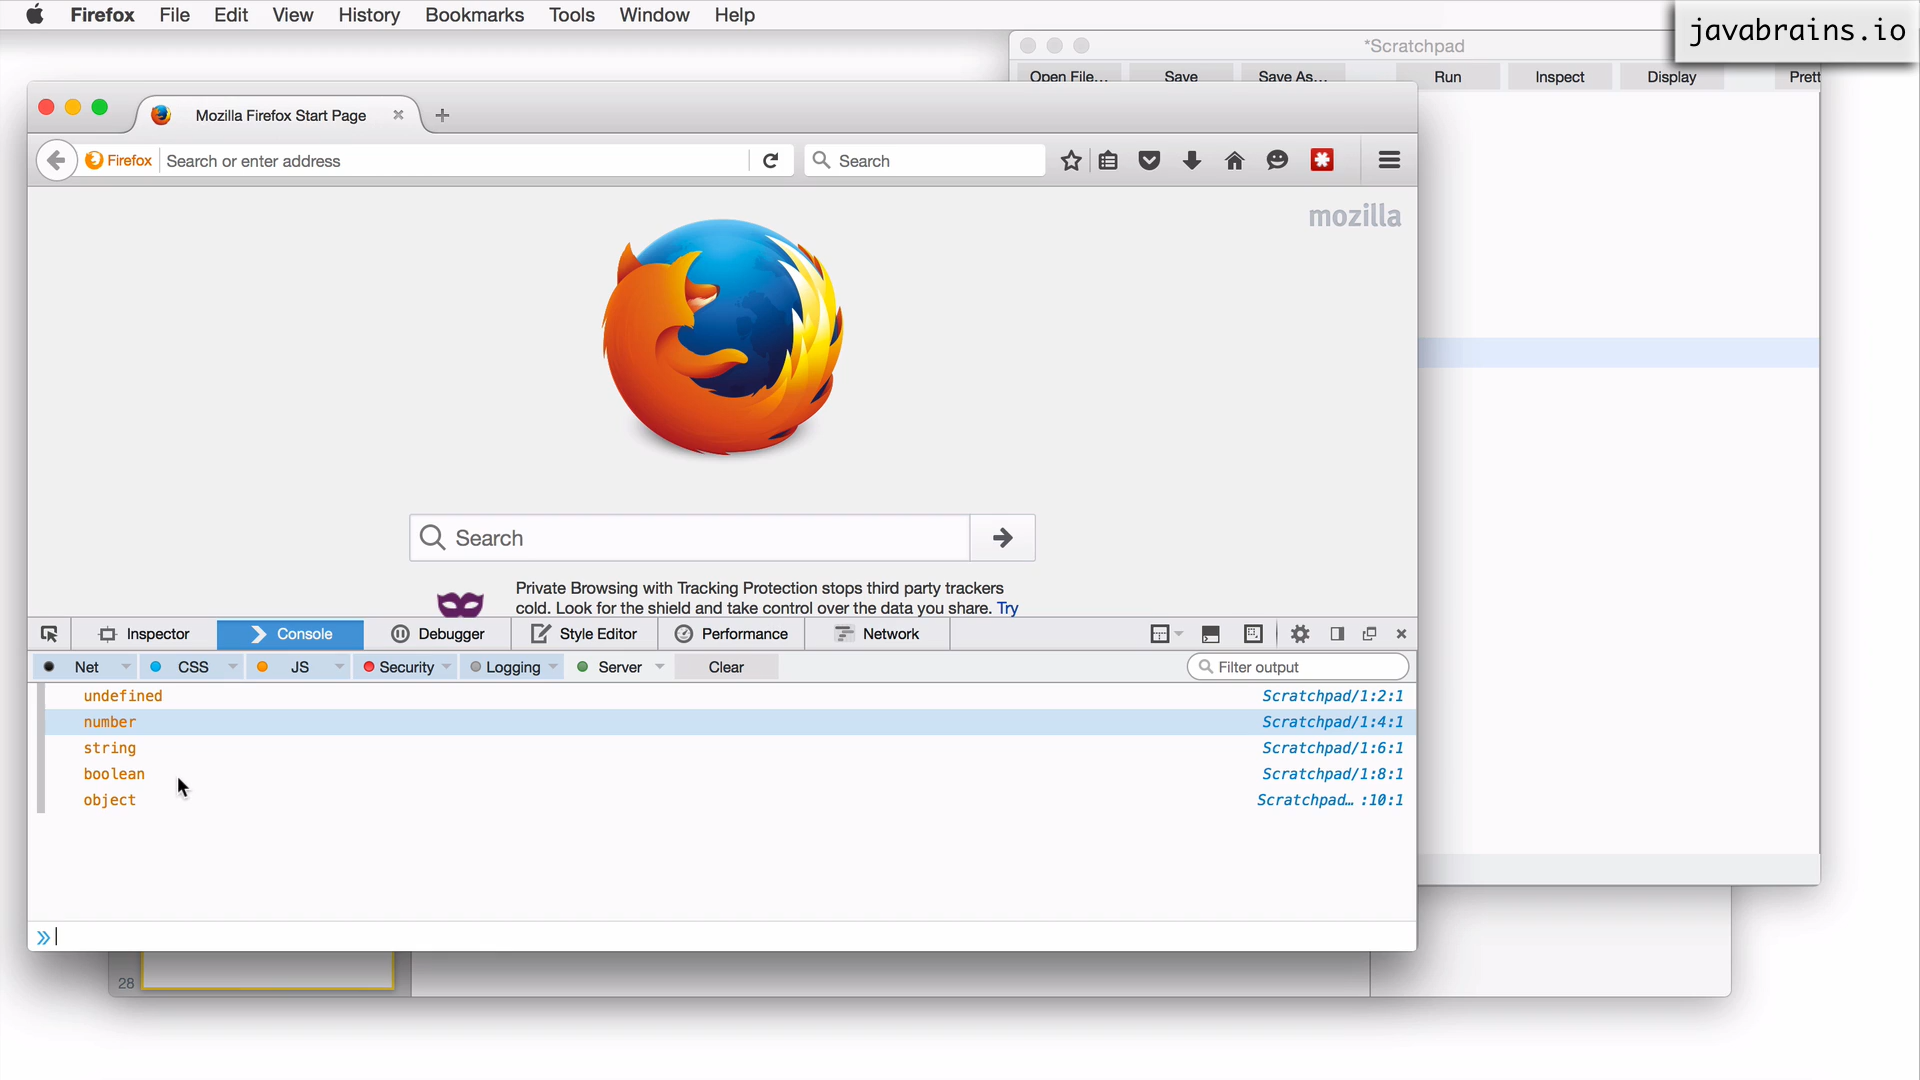 Firefox File Edit View History Bookmarks Tools Window Help
javabrains.io
*Scratchpad
Open File... Save Save As... Run Inspect Display Prett
Mozilla Firefox Start Page
Firefox Search or enter address
Search
mozilla
Search
Private Browsing with Tracking Protection stops third party trackers
cold. Look for the shield and take control over the data you share. Try
Inspector Console Debugger Style Editor Performance Network
Net CSS JS Security Logging Server Clear Filter output
undefined Scratchpad/1:2:1
number Scratchpad/1:4:1
string Scratchpad/1:6:1
boolean Scratchpad/1:8:1
object Scratchpad… :10:1
28